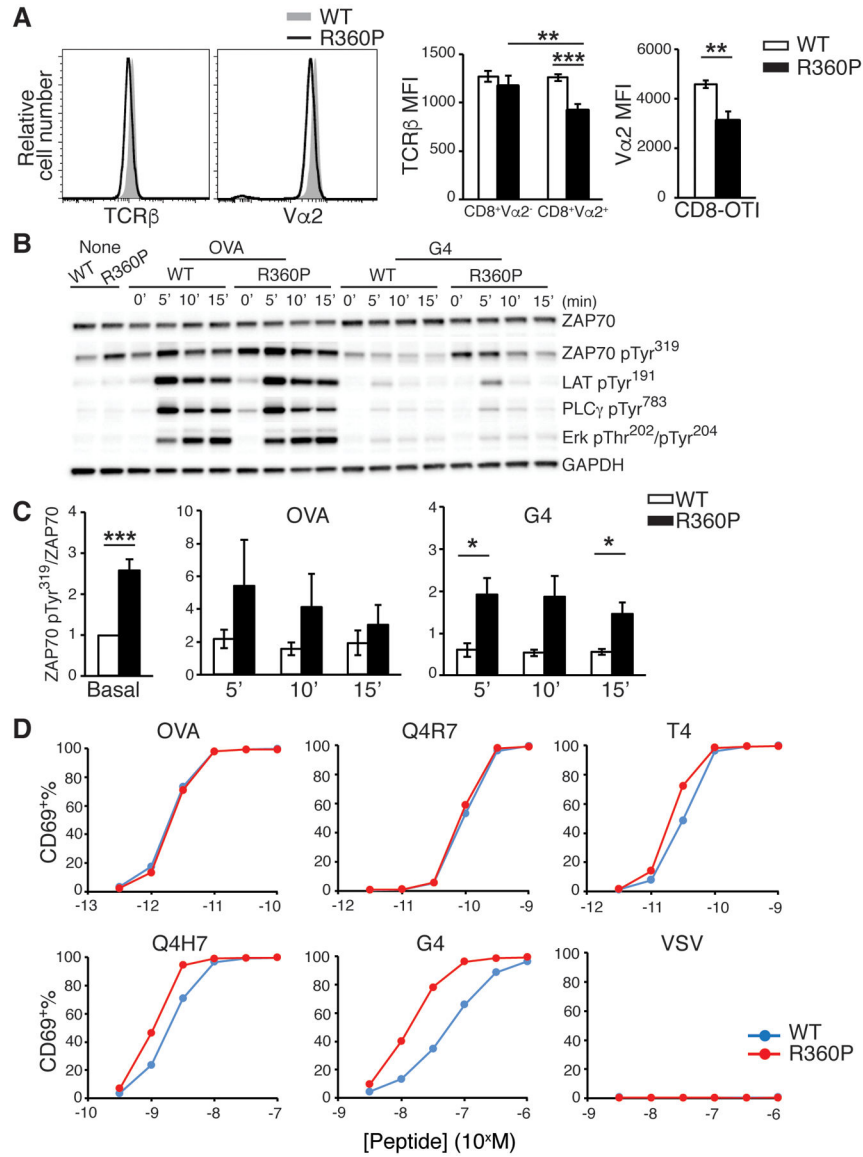 A
WT
R360P
Relative
cell number
TCRβ
Vα2
**
***
TCRβ MFI
1500
1000
500
0
CD8⁺Vα2⁻
CD8⁺Vα2⁺
**
WT
R360P
Vα2 MFI
6000
4000
2000
0
CD8-OTI
B
None
OVA
G4
WT
R360P
WT
R360P
WT
R360P
0' 5' 10' 15' 0' 5' 10' 15' 0' 5' 10' 15' 0' 5' 10' 15' (min)
ZAP70
ZAP70 pTyr³¹⁹
LAT pTyr¹⁹¹
PLCγ pTyr⁷⁸³
Erk pThr²⁰²/pTyr²⁰⁴
GAPDH
C
WT
R360P
ZAP70 pTyr³¹⁹/ZAP70
4
3
2
1
0
***
Basal
OVA
10
8
6
4
2
0
5' 10' 15'
G4
4
3
2
1
0
*
*
5' 10' 15'
D
OVA
CD69⁺%
100
80
60
40
20
0
-13 -12 -11 -10
Q4R7
100
80
60
40
20
0
-12 -11 -10 -9
T4
100
80
60
40
20
0
-12 -11 -10 -9
Q4H7
CD69⁺%
100
80
60
40
20
0
-10 -9 -8 -7
G4
100
80
60
40
20
0
-9 -8 -7 -6
VSV
100
80
60
40
20
0
-9 -8 -7 -6
WT
R360P
[Peptide] (10ˣM)